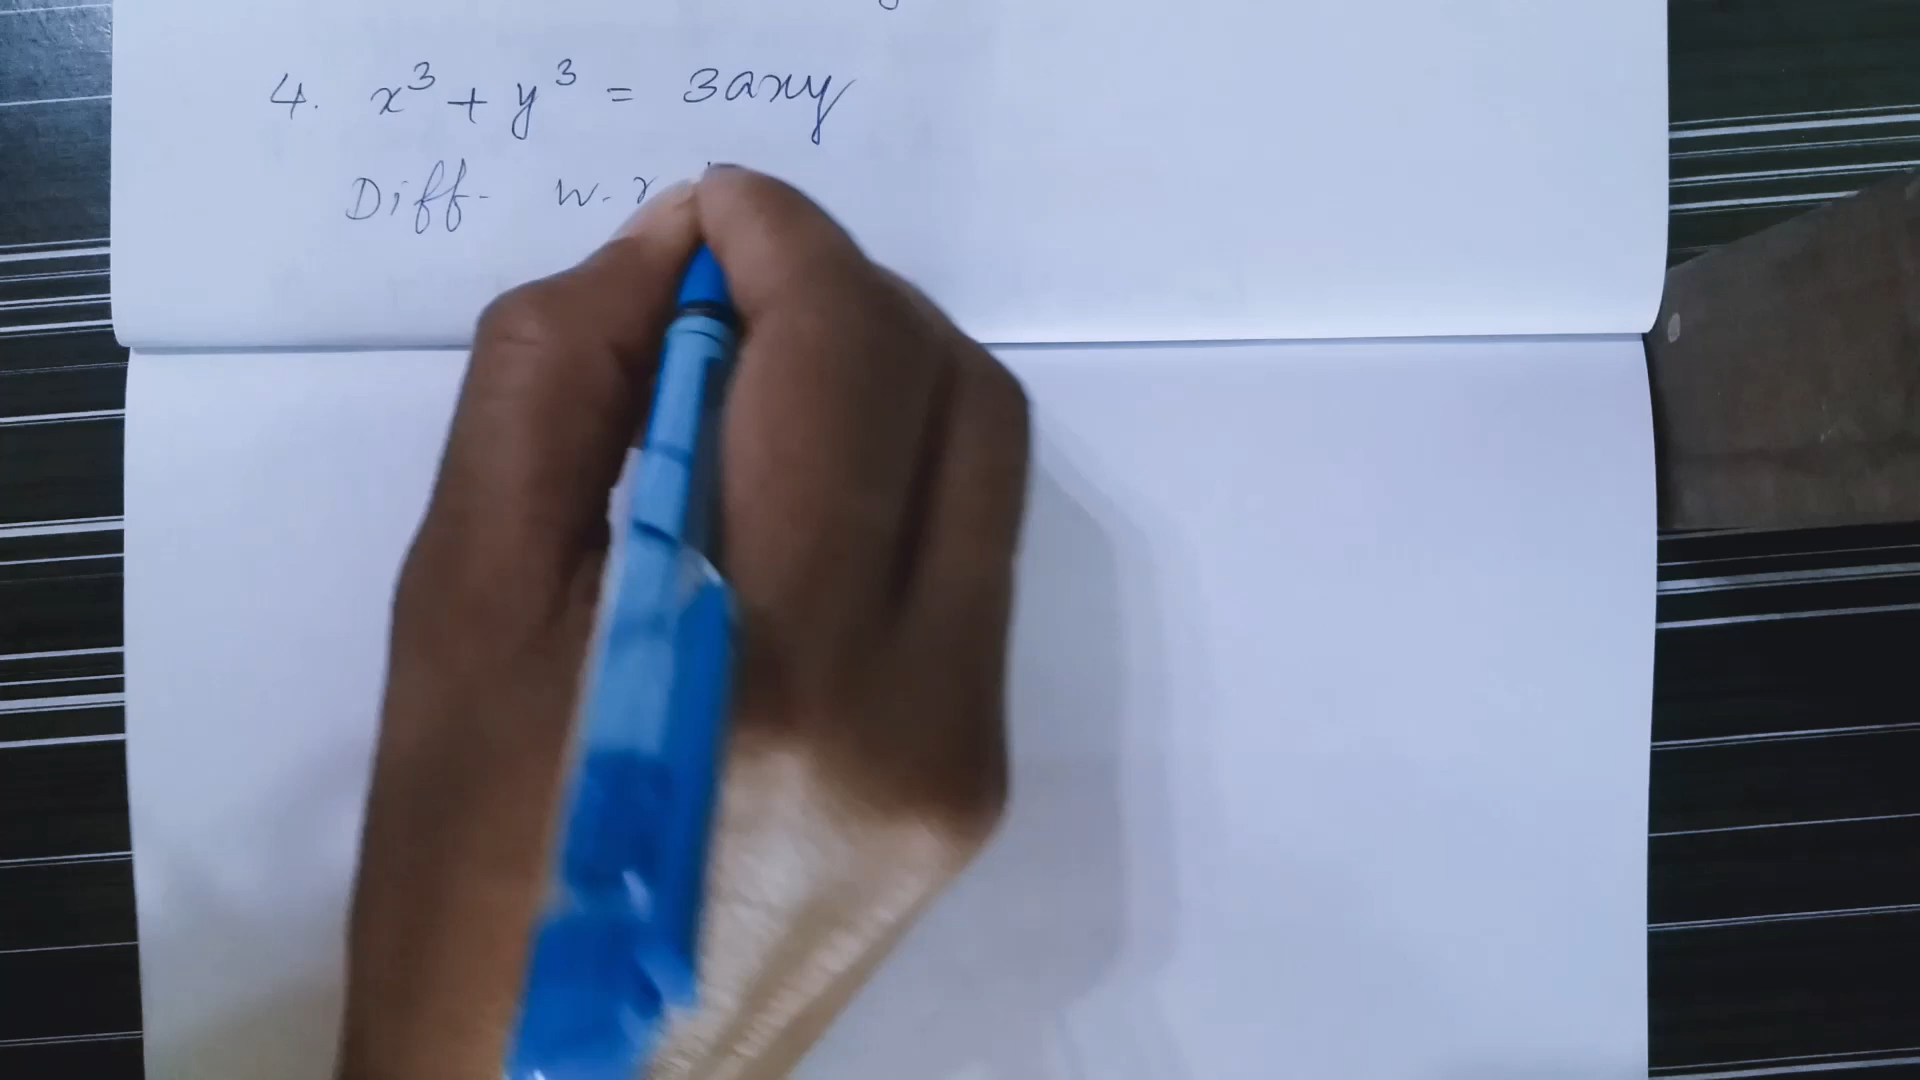 4. x³ + y³ = 3axy
Diff. w.r